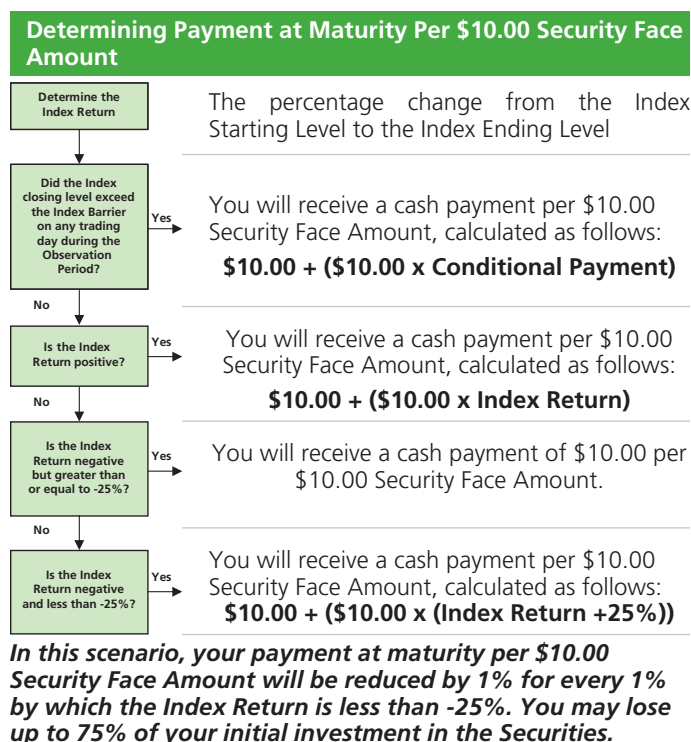 Determining Payment at Maturity Per $10.00 Security Face
Amount
Determine the
Index Return
The percentage change from the Index
Starting Level to the Index Ending Level
Did the Index
closing level exceed
the Index Barrier
on any trading
day during the
Observation
Period?
Yes
You will receive a cash payment per $10.00
Security Face Amount, calculated as follows:
$10.00 + ($10.00 x Conditional Payment)
No
Is the Index
Return positive?
Yes
You will receive a cash payment per $10.00
Security Face Amount, calculated as follows:
$10.00 + ($10.00 x Index Return)
No
Is the Index
Return negative
but greater than
or equal to -25%?
Yes
You will receive a cash payment of $10.00 per
$10.00 Security Face Amount.
No
Is the Index
Return negative
and less than -25%?
Yes
You will receive a cash payment per $10.00
Security Face Amount, calculated as follows:
$10.00 + ($10.00 x (Index Return +25%))
In this scenario, your payment at maturity per $10.00
Security Face Amount will be reduced by 1% for every 1%
by which the Index Return is less than -25%. You may lose
up to 75% of your initial investment in the Securities.